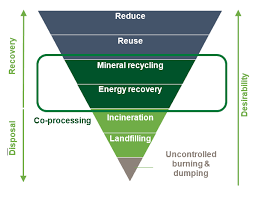 Reduce
Reuse
Mineral recycling
Energy recovery
Co-processing
Incineration
Landfilling
Uncontrolled
burning &
dumping
Recovery
Disposal
Desirability